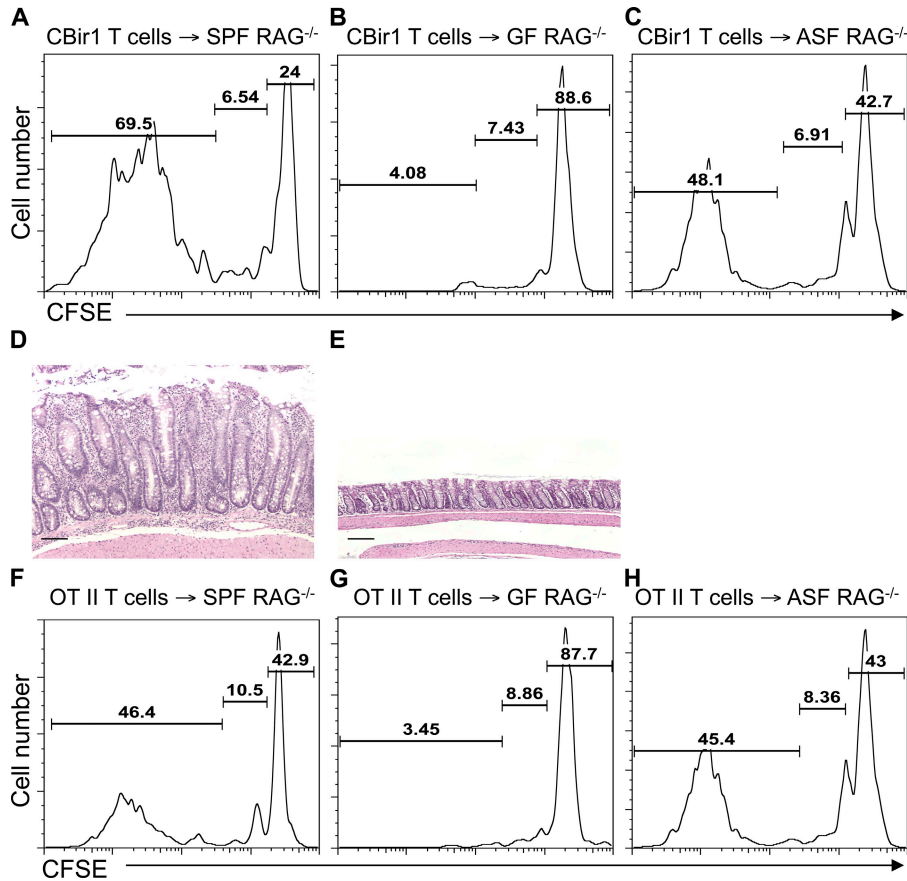 A
CBir1 T cells → SPF RAG-/-
Cell number
69.5
6.54
24
B
CBir1 T cells → GF RAG-/-
4.08
7.43
88.6
C
CBir1 T cells → ASF RAG-/-
48.1
6.91
42.7
CFSE
D
E
F
OT II T cells → SPF RAG-/-
Cell number
46.4
10.5
42.9
G
OT II T cells → GF RAG-/-
3.45
8.86
87.7
H
OT II T cells → ASF RAG-/-
45.4
8.36
43
CFSE